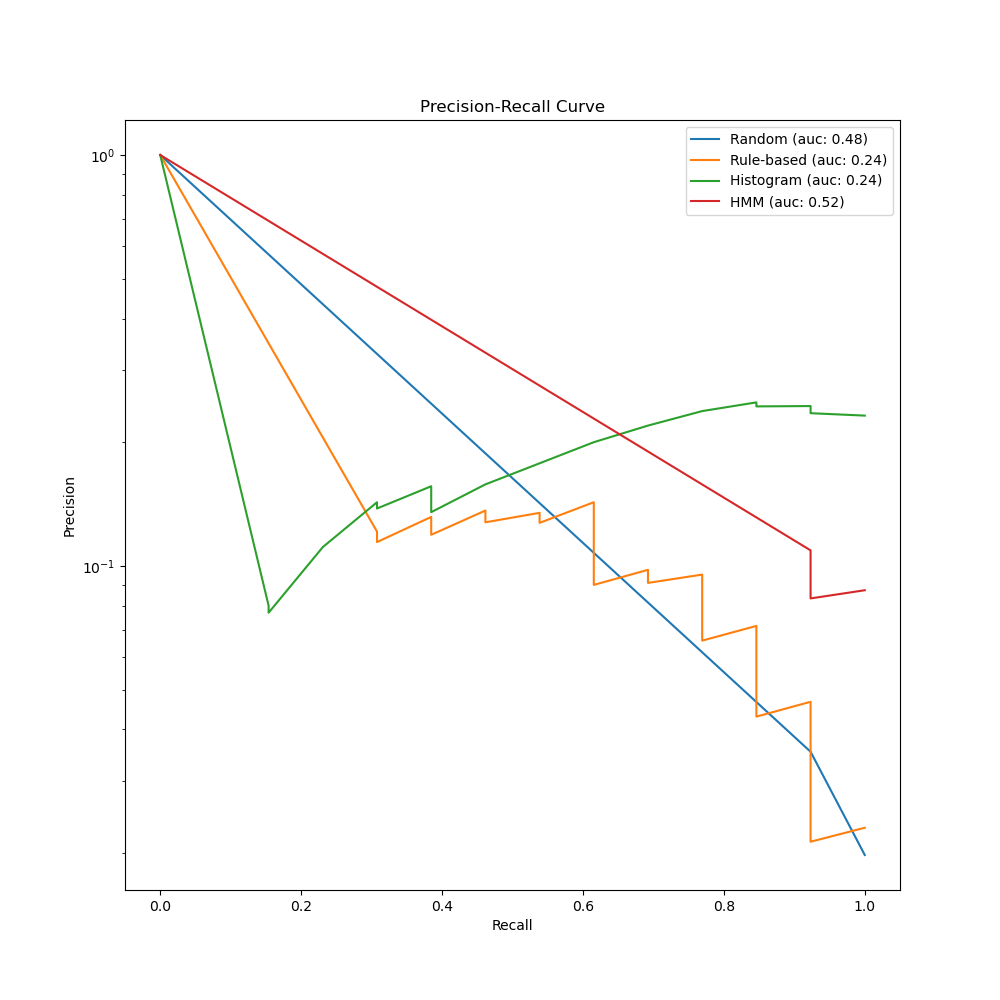 Precision-Recall Curve
Random (auc: 0.48)
Rule-based (auc: 0.24)
Histogram (auc: 0.24)
HMM (auc: 0.52)
10⁰
Precision
10⁻¹
0.0 0.2 0.4 0.6 0.8 1.0
Recall